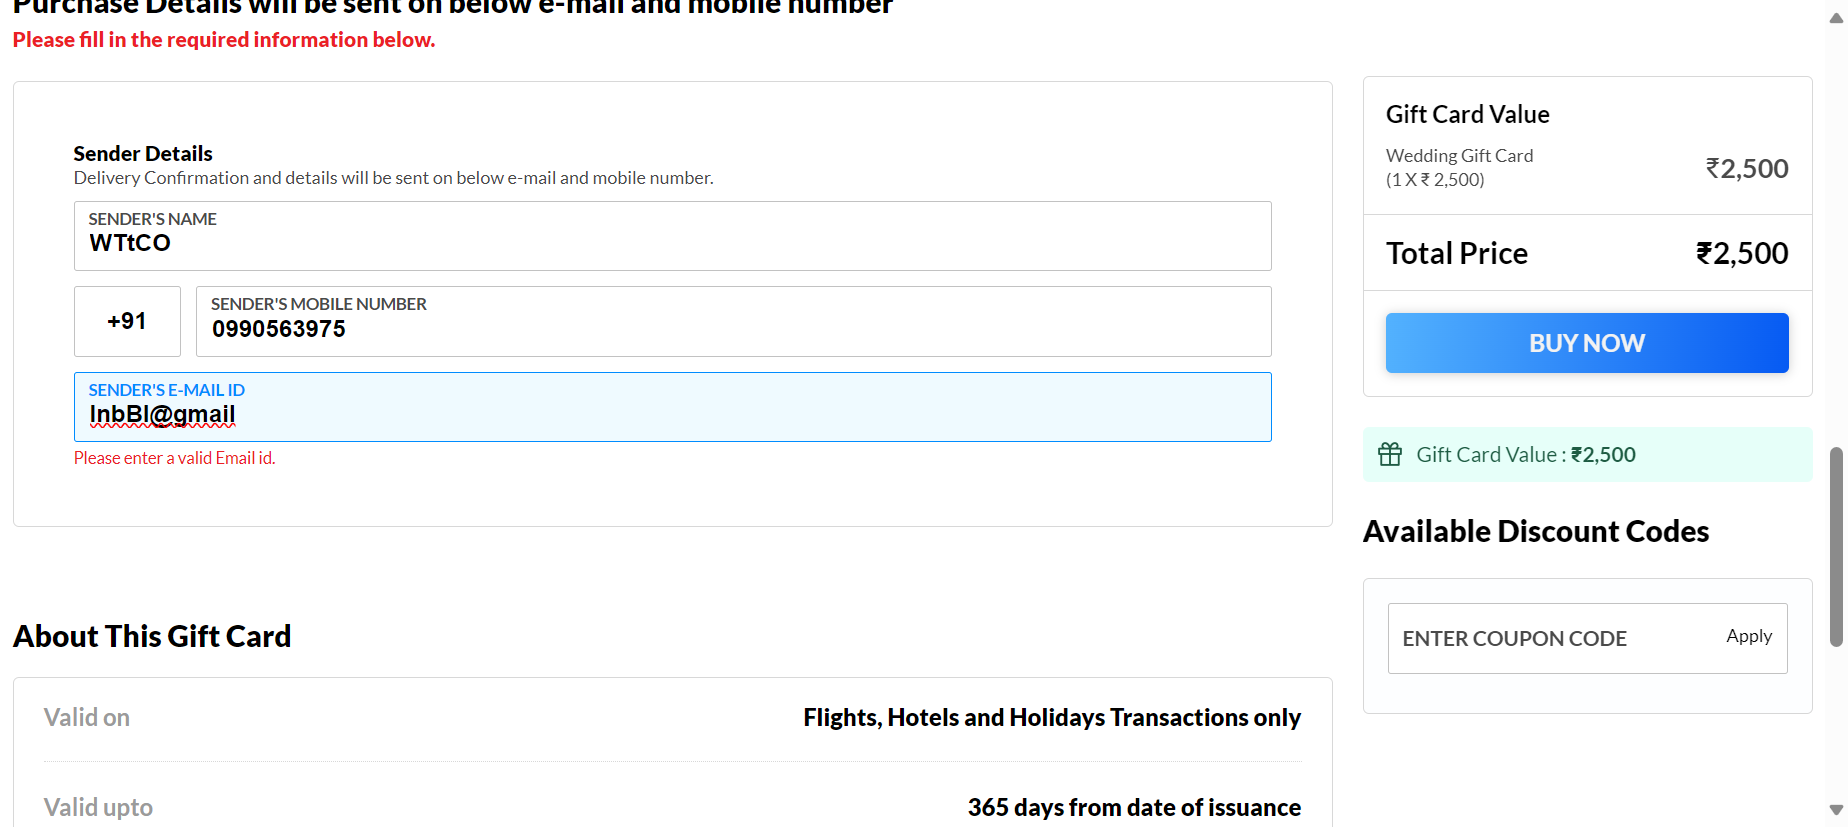 Purchase Details will be sent on below e-mail and mobile number
Please fill in the required information below.
Sender Details
Delivery Confirmation and details will be sent on below e-mail and mobile number.
SENDER'S NAME
WTtCO
+91
SENDER'S MOBILE NUMBER
0990563975
SENDER'S E-MAIL ID
lnbBl@gmail
Please enter a valid Email id.
About This Gift Card
Valid on
Flights, Hotels and Holidays Transactions only
Valid upto
365 days from date of issuance
Gift Card Value
Wedding Gift Card
(1 X ₹ 2,500)
₹2,500
Total Price
₹2,500
BUY NOW
Gift Card Value : ₹2,500
Available Discount Codes
ENTER COUPON CODE
Apply